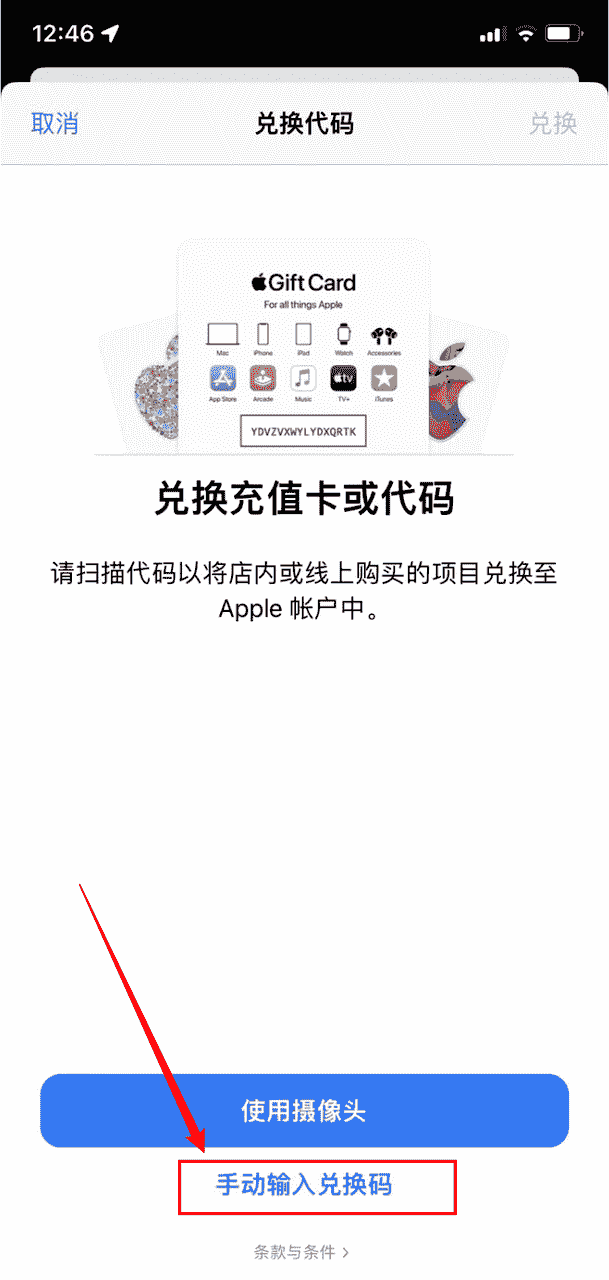 12:46
取消 兑换代码 兑换
Gift Card
For all things Apple
Mac iPhone iPad Watch Accessories
App Store Arcade Music TV+ iTunes
YDVZVXWYLYDXQRTK
兑换充值卡或代码
请扫描代码以将店内或线上购买的项目兑换至
Apple 帐户中。
使用摄像头
手动输入兑换码
条款与条件 >